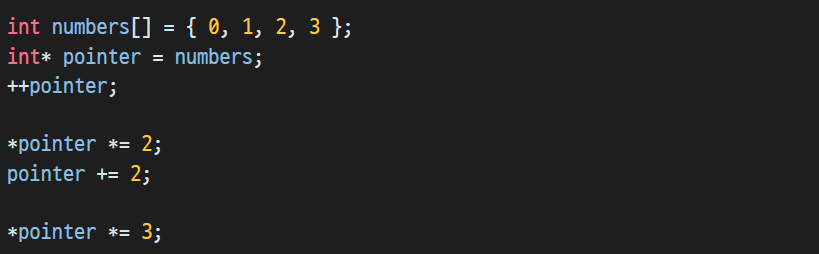 int numbers[] = { 0, 1, 2, 3 };
int* pointer = numbers;
++pointer;
*pointer *= 2;
pointer += 2;
*pointer *= 3;